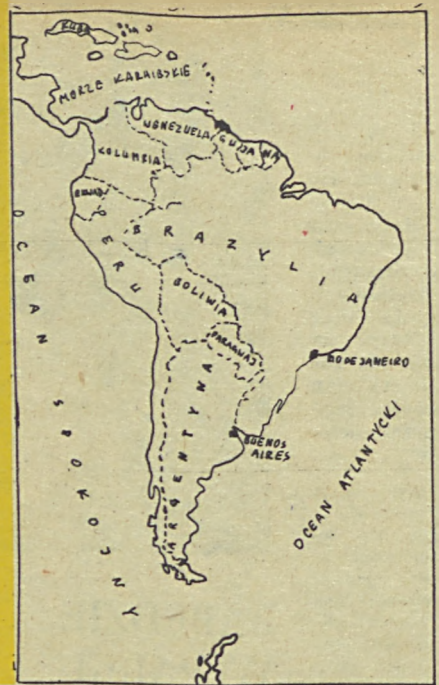 KUBA
MORZE KARAIBSKIE
WENEZUELA
GUJANA
COLUMBIA
PERU
BRAZYLIA
BOLIWIA
PARAGWAJ
ARGENTYNA
RIO DE JANEIRO
BUENOS
AIRES
OCEAN SPOKOJNY
OCEAN ATLANTYCKI